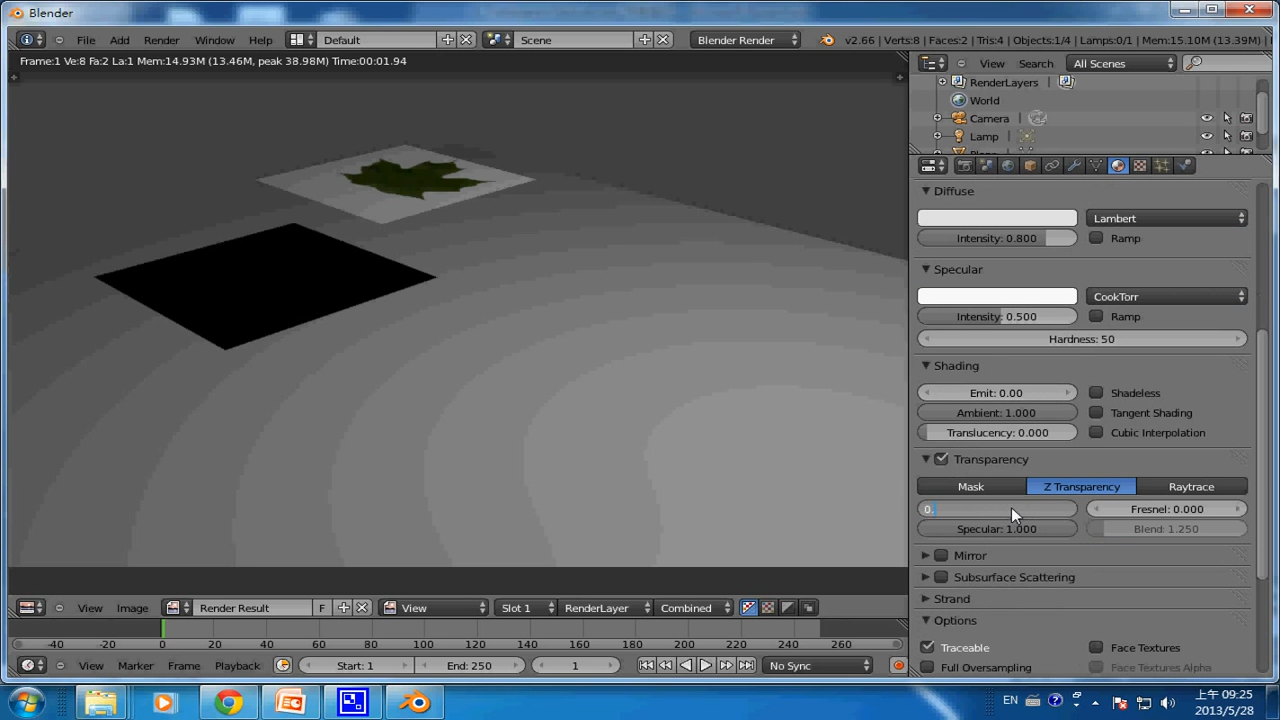 Blender
File Add Render Window Help Default Scene Blender Render v2.66 | Verts:8 | Faces:2 | Tris:4 | Objects:1/4 | Lamps:0/1 | Mem:15.10M (13.39M)
Frame:1 Ve:8 Fa:2 La:1 Mem:14.93M (13.46M, peak 38.98M) Time:00:01.94
View Search All Scenes
RenderLayers
World
Camera
Lamp
Diffuse
Lambert
Intensity: 0.800 Ramp
Specular
CookTorr
Intensity: 0.500 Ramp
Hardness: 50
Shading
Emit: 0.00 Shadeless
Ambient: 1.000 Tangent Shading
Translucency: 0.000 Cubic Interpolation
Transparency
Mask Z Transparency Raytrace
0. Fresnel: 0.000
Specular: 1.000 Blend: 1.250
Mirror
Subsurface Scattering
Strand
Options
Traceable Face Textures
Full Oversampling Face Textures Alpha
View Image Render Result F View Slot 1 RenderLayer Combined
-40 -20 0 20 40 60 80 100 120 140 160 180 200 220 240 260
View Marker Frame Playback Start: 1 End: 250 1 No Sync
EN 上午 09:25
2013/5/28